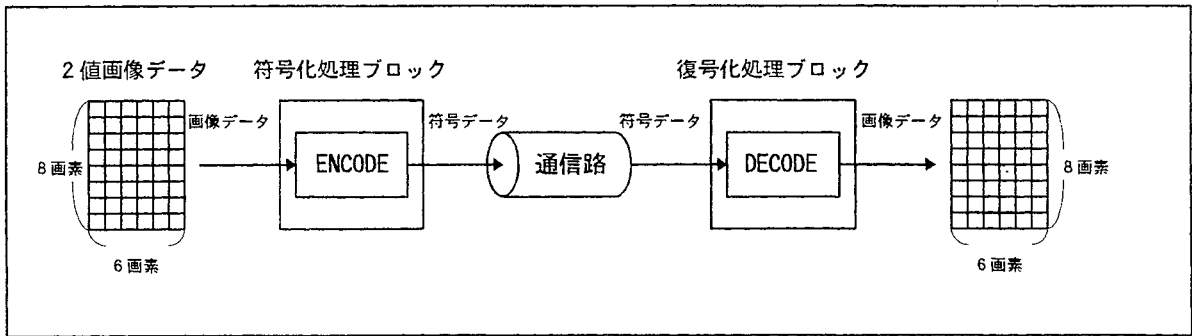 2値画像データ
符号化処理ブロック
復号化処理ブロック
画像データ
符号データ
符号データ
画像データ
8画素
ENCODE
通信路
DECODE
8画素
6画素
6画素